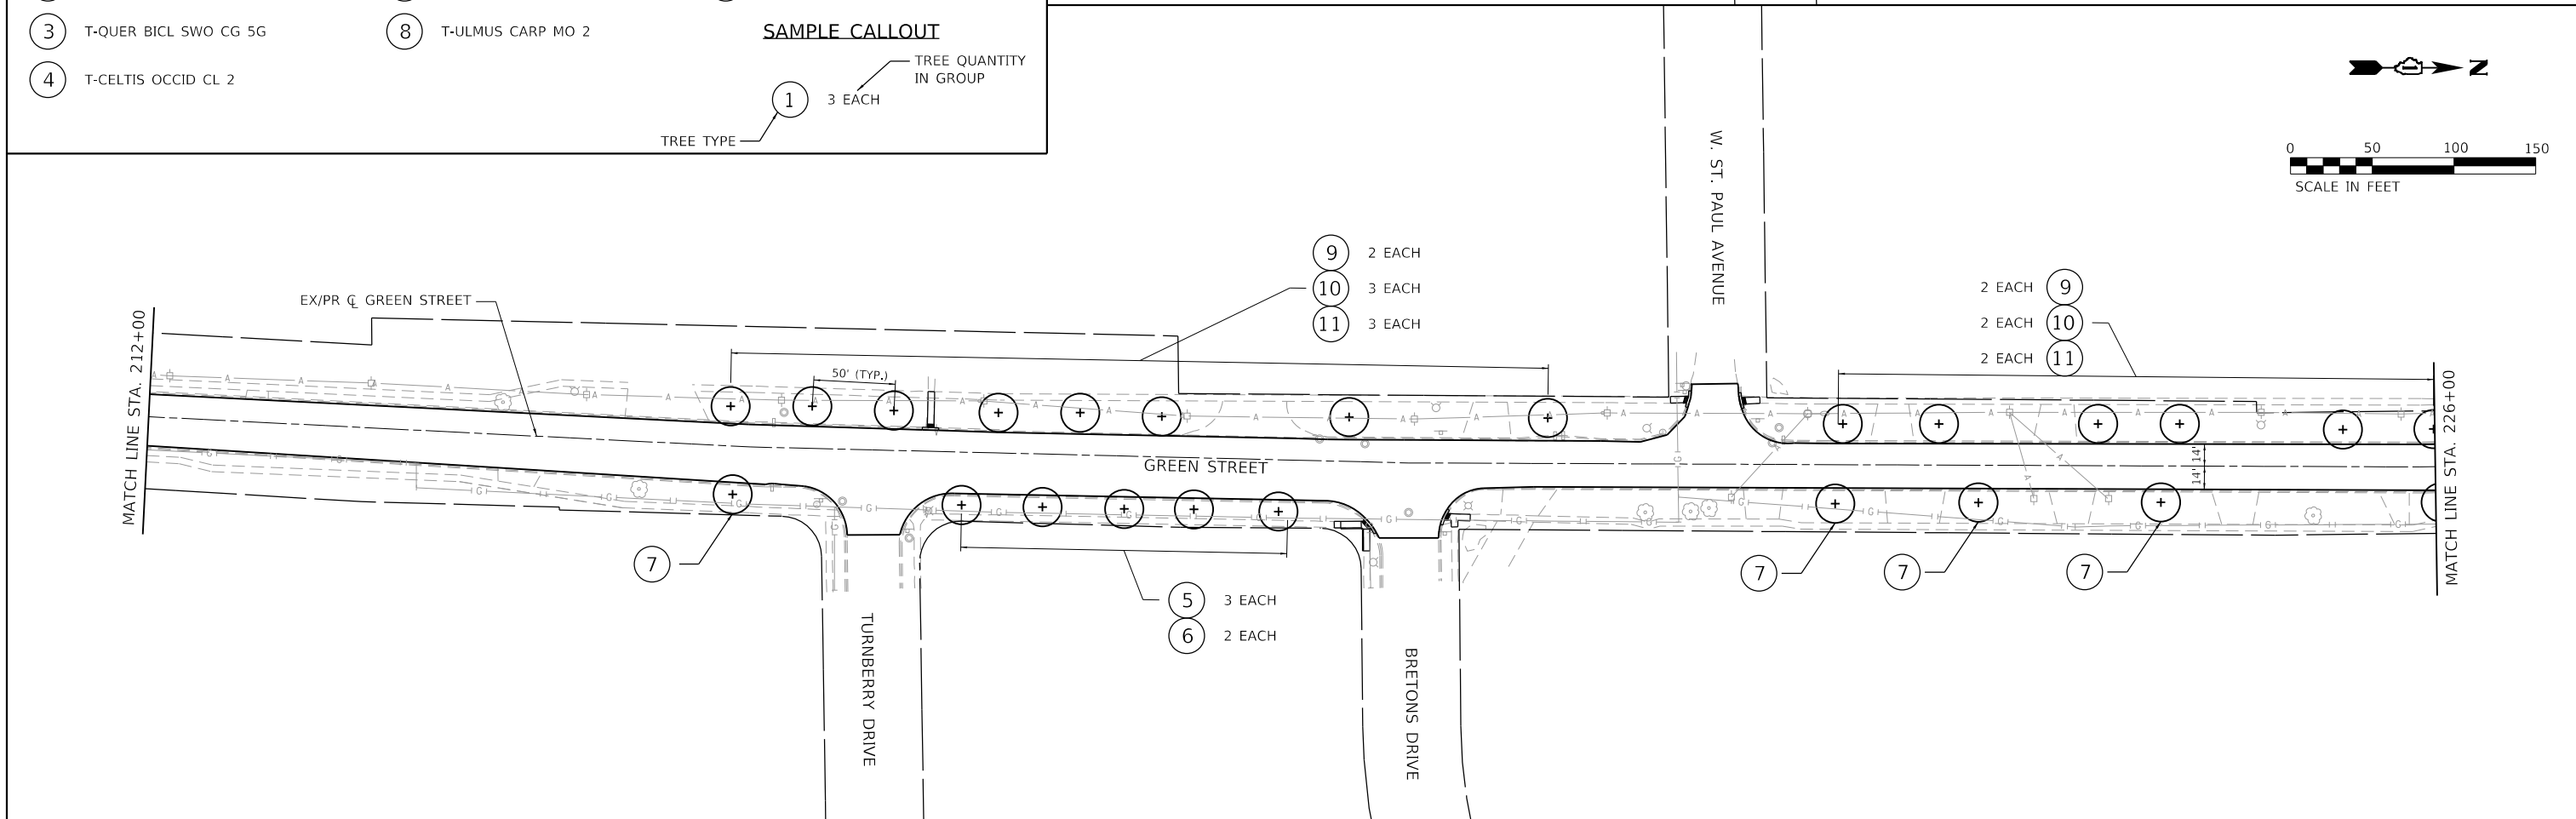 3 T-QUER BICL SWO CG 5G
8 T-ULMUS CARP MO 2
4 T-CELTIS OCCID CL 2
SAMPLE CALLOUT
TREE QUANTITY
IN GROUP
1 3 EACH
TREE TYPE
N
0 50 100 150
SCALE IN FEET
W. ST. PAUL AVENUE
9 2 EACH
10 3 EACH
11 3 EACH
2 EACH 9
2 EACH 10
2 EACH 11
EX/PR ℄ GREEN STREET
50' (TYP.)
MATCH LINE STA. 212+00
GREEN STREET
14' 14'
MATCH LINE STA. 226+00
7
5 3 EACH
6 2 EACH
7
7
7
TURNBERRY DRIVE
BRETONS DRIVE